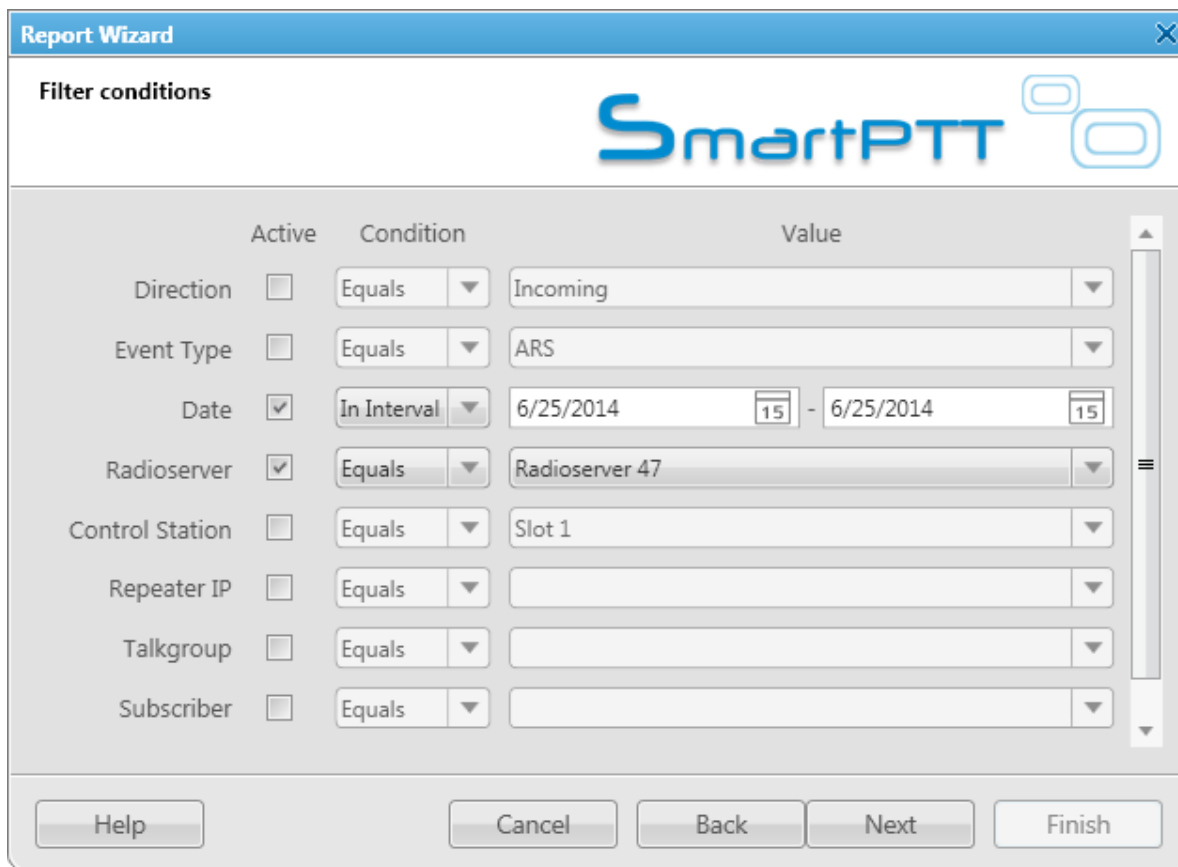 Report Wizard
Filter conditions
SmartPTT
Active Condition Value
Direction Equals Incoming
Event Type Equals ARS
Date In Interval 6/25/2014 15 - 6/25/2014 15
Radioserver Equals Radioserver 47
Control Station Equals Slot 1
Repeater IP Equals
Talkgroup Equals
Subscriber Equals
Help Cancel Back Next Finish